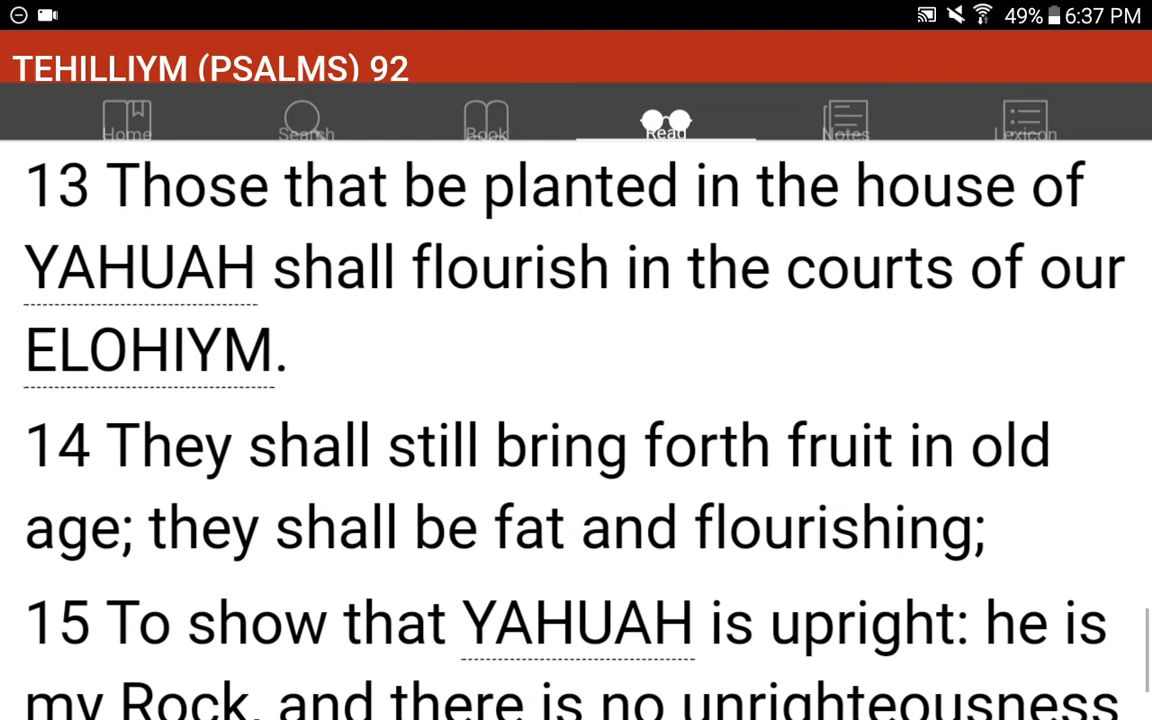 49% 6:37 PM
TEHILLIYM (PSALMS) 92
Home Search Book Read Notes Lexicon
13 Those that be planted in the house of
YAHUAH shall flourish in the courts of our
ELOHIYM.
14 They shall still bring forth fruit in old
age; they shall be fat and flourishing;
15 To show that YAHUAH is upright: he is
my Rock, and there is no unrighteousness